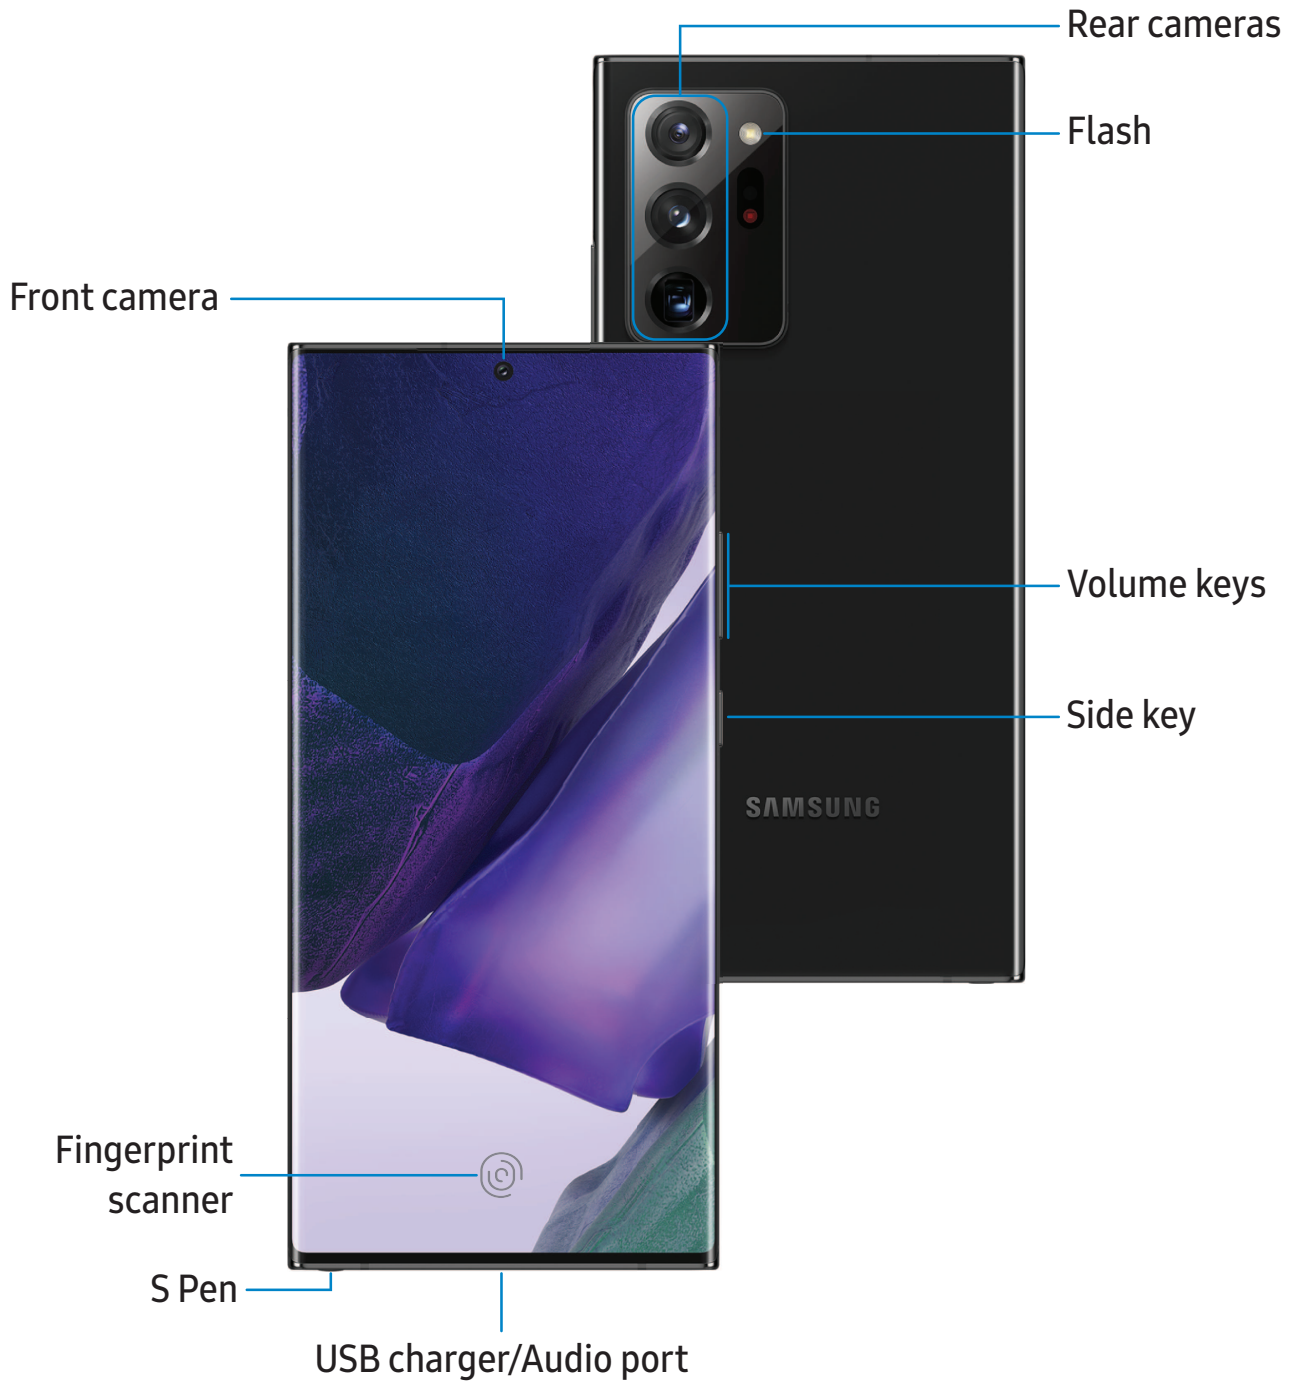 Rear cameras
Flash
Front camera
Volume keys
Side key
SAMSUNG
Fingerprint
scanner
S Pen
USB charger/Audio port